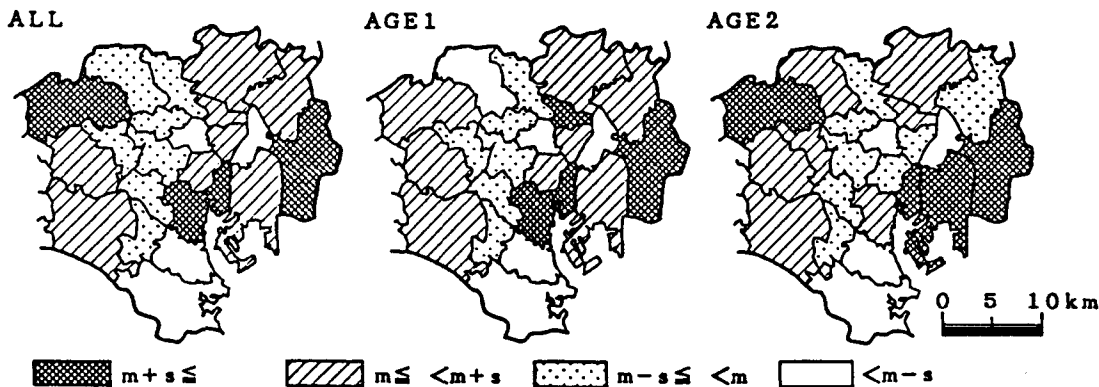 ALL AGE1 AGE2
0 5 10km
m+s≦ m≦ <m+s m-s≦ <m <m-s